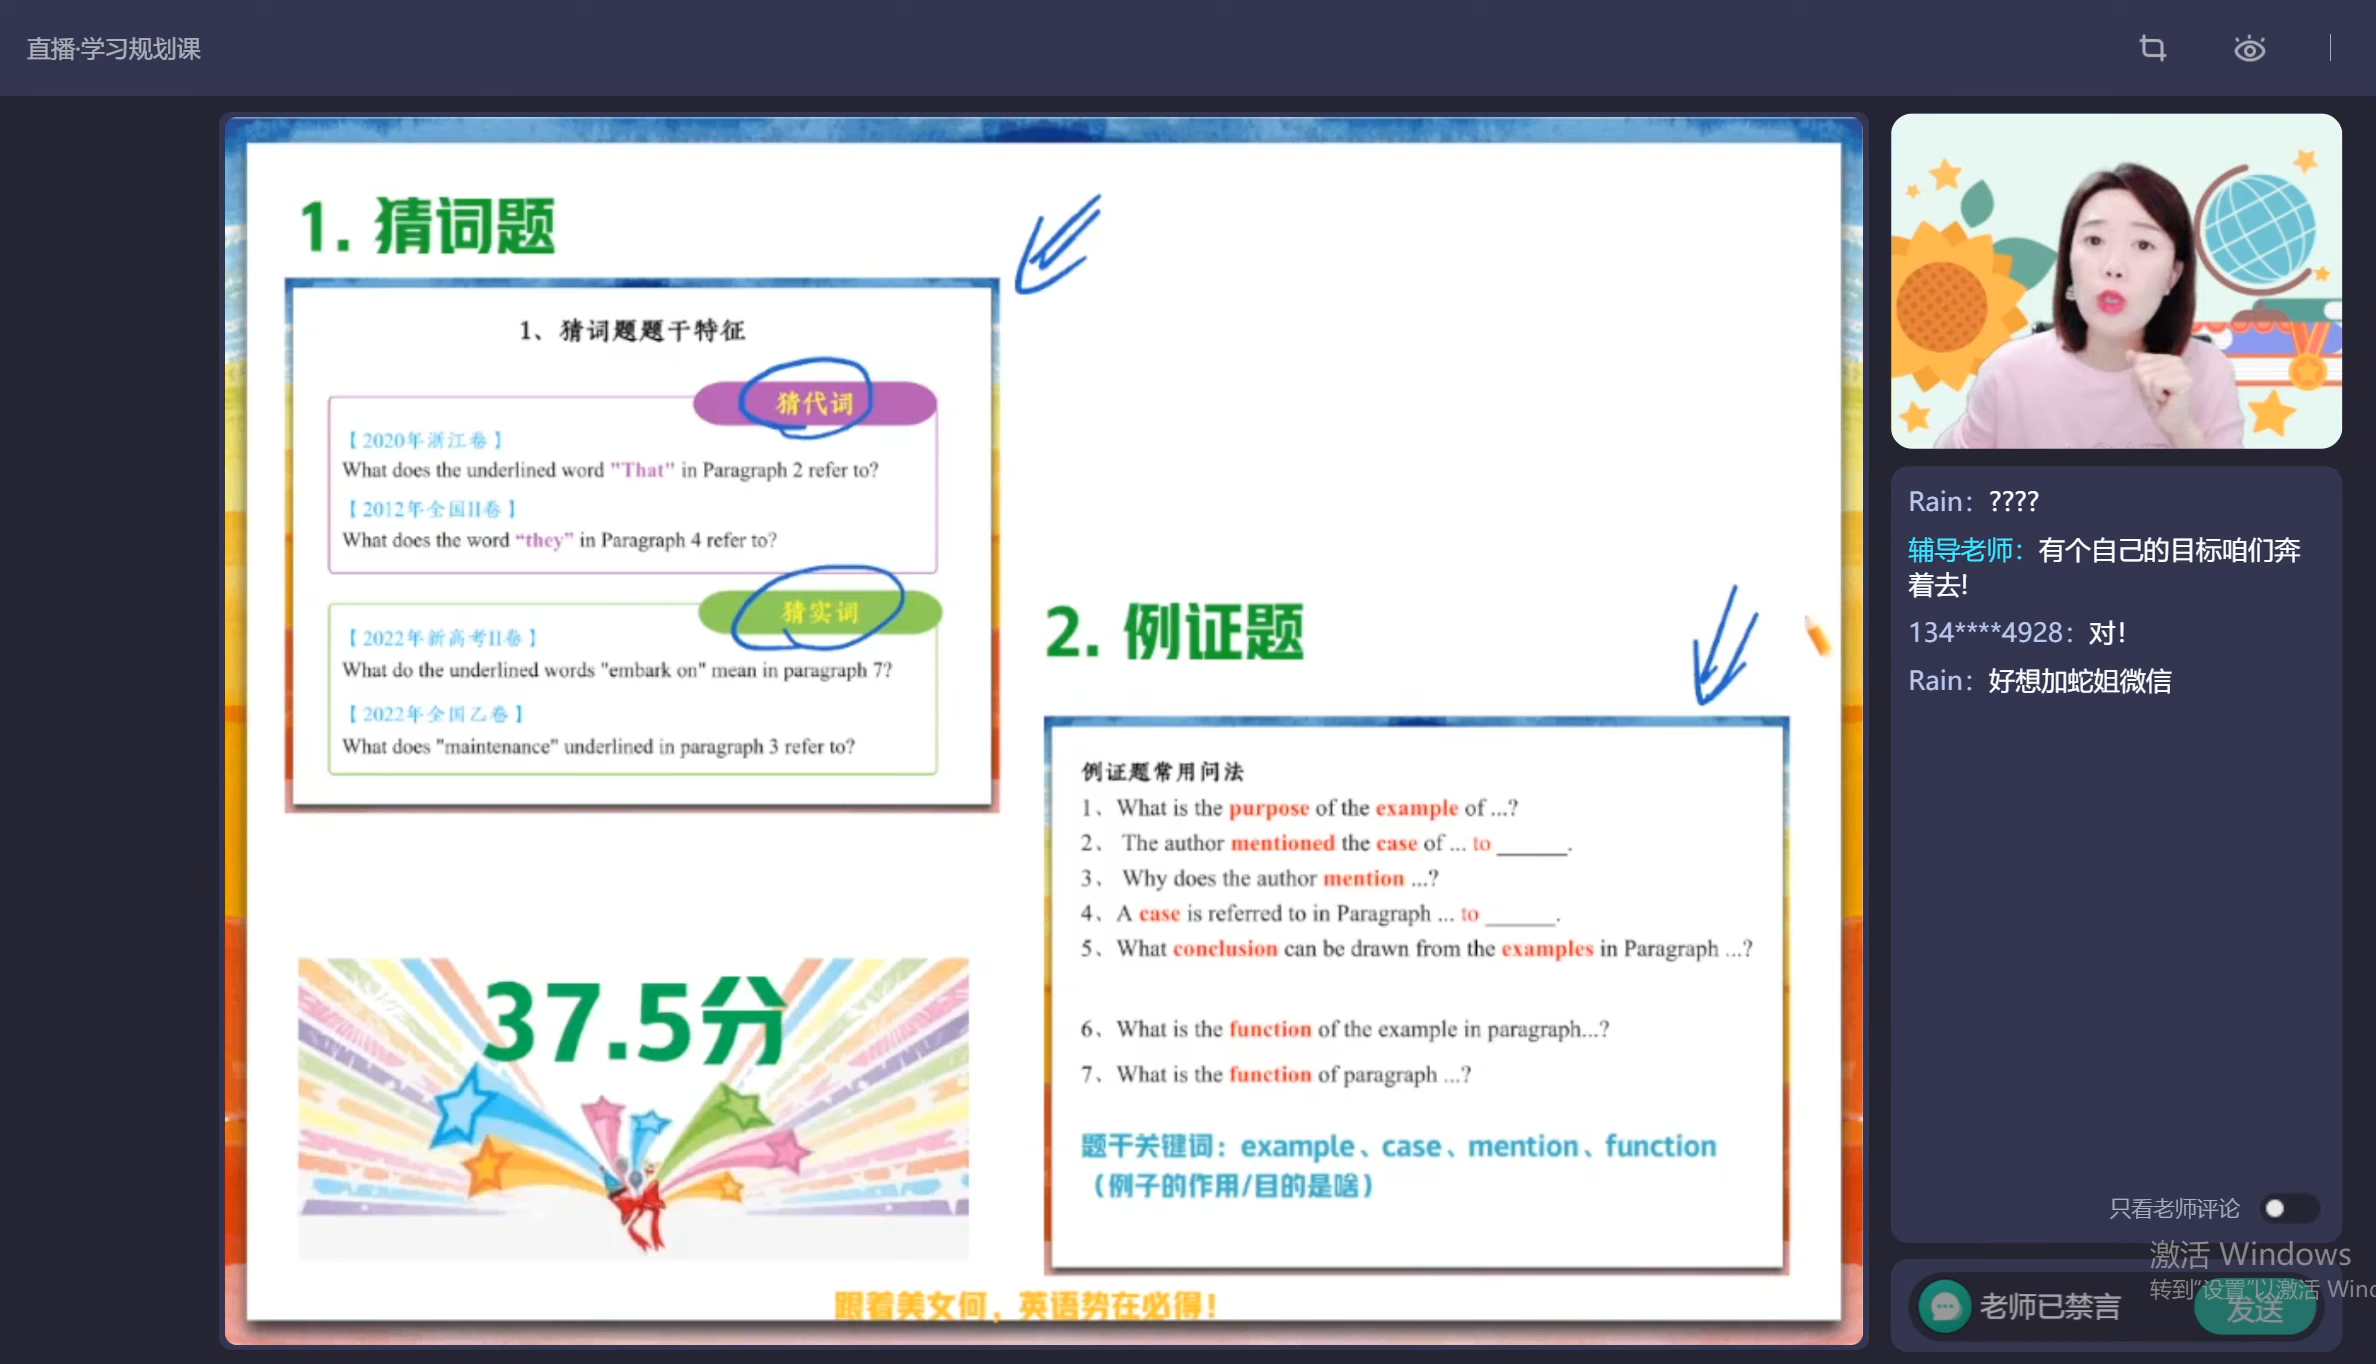 直播·学习规划课
1. 猜词题
1、猜词题题干特征
猜代词
【2020年浙江卷】
What does the underlined word "That" in Paragraph 2 refer to?
【2012年全国II卷】
What does the word “they” in Paragraph 4 refer to?
猜实词
【2022年新高考II卷】
What do the underlined words "embark on" mean in paragraph 7?
【2022年全国乙卷】
What does "maintenance" underlined in paragraph 3 refer to?
37.5分
2. 例证题
例证题常用问法
1、What is the purpose of the example of ...?
2、 The author mentioned the case of ... to ______.
3、 Why does the author mention ...?
4、A case is referred to in Paragraph ... to ______.
5、What conclusion can be drawn from the examples in Paragraph ...?
6、What is the function of the example in paragraph...?
7、What is the function of paragraph ...?
题干关键词：example、case、mention、function
（例子的作用/目的是啥）
跟着美女何，英语势在必得！
Rain：????
辅导老师：有个自己的目标咱们奔
着去!
134****4928：对！
Rain：好想加蛇姐微信
只看老师评论
激活 Windows
转到"设置"以激活 Winc
老师已禁言
发送